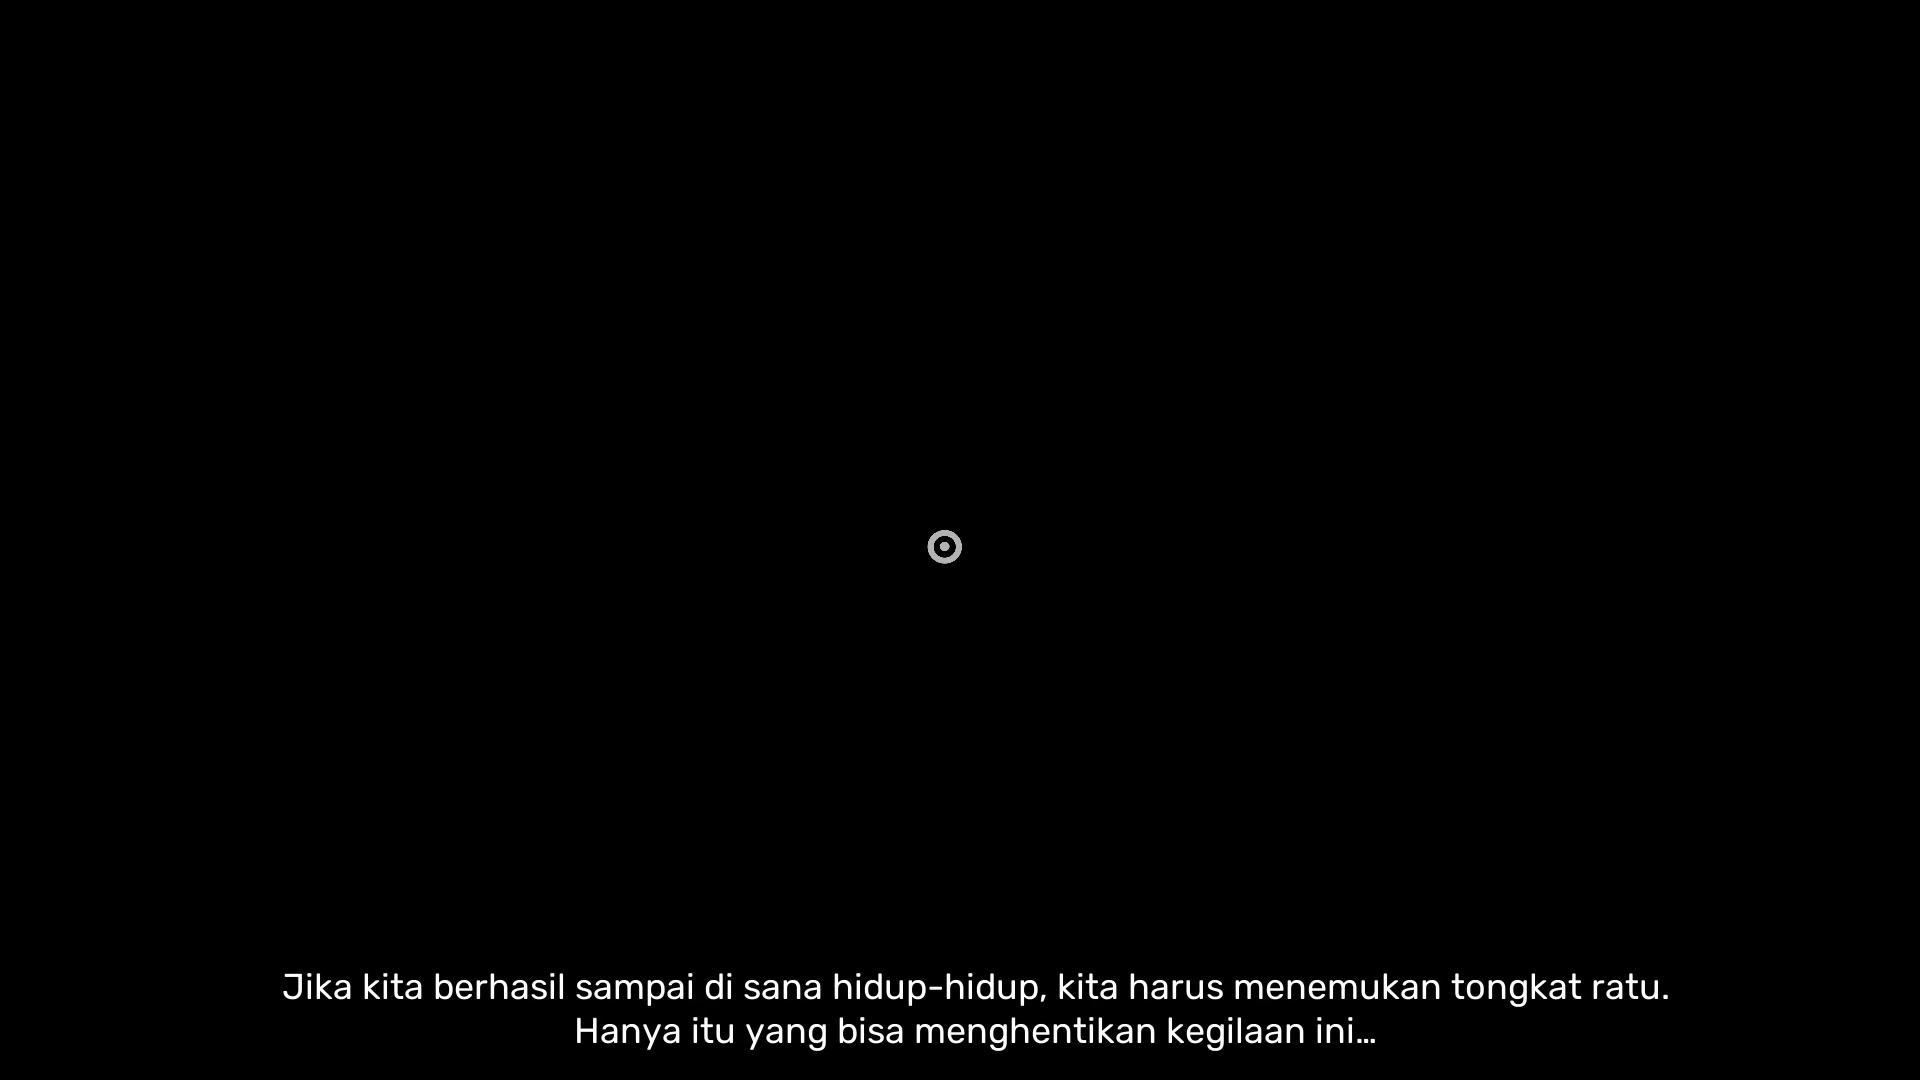 Jika kita berhasil sampai di sana hidup-hidup, kita harus menemukan tongkat ratu.
Hanya itu yang bisa menghentikan kegilaan ini...